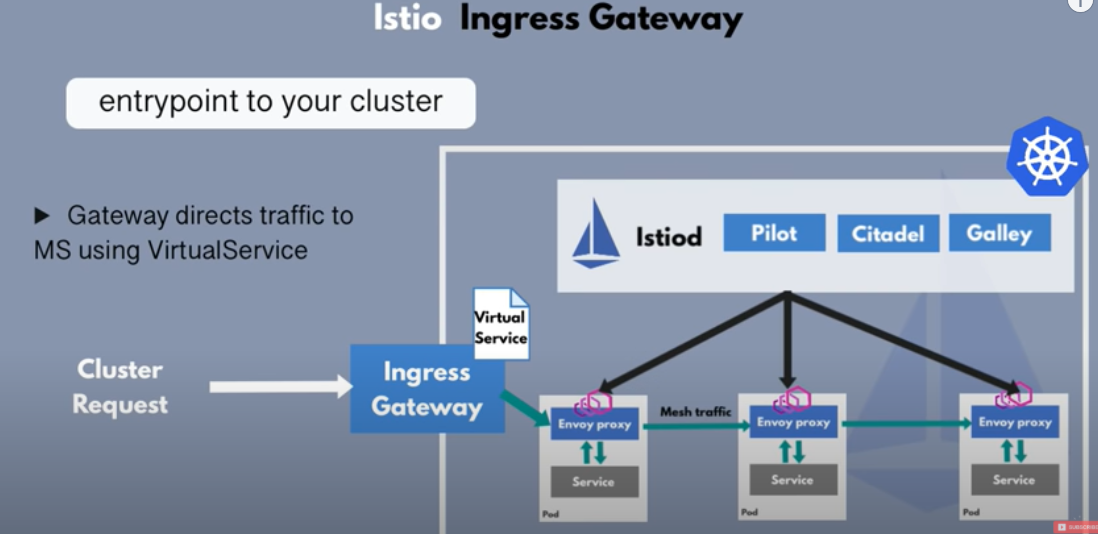 Istio Ingress Gateway
entrypoint to your cluster
▶ Gateway directs traffic to
MS using VirtualService
Istiod
Pilot
Citadel
Galley
Virtual
Service
Cluster
Request
Ingress
Gateway
Mesh traffic
Envoy proxy
Service
Pod
Envoy proxy
Service
Pod
Envoy proxy
Service
Pod